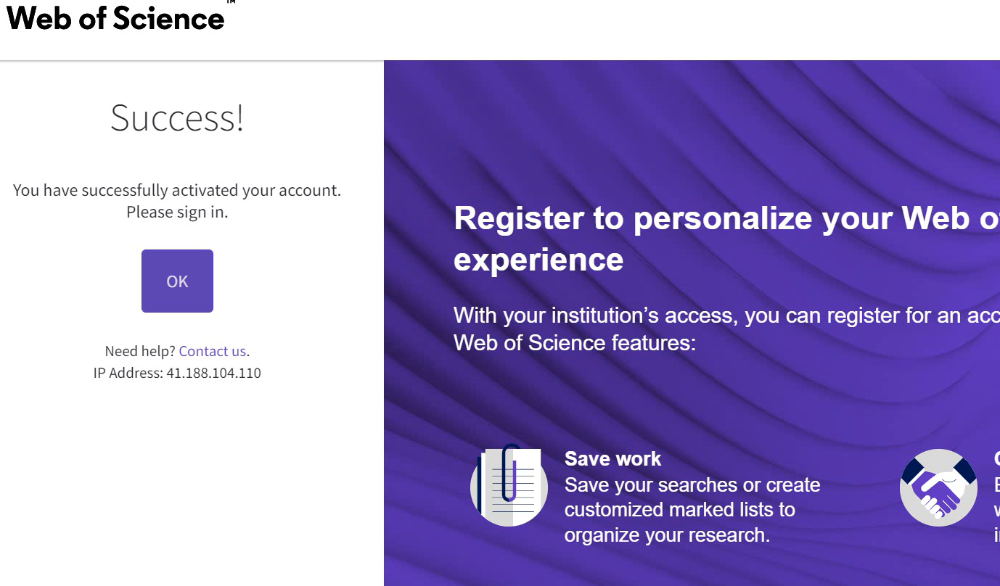 Web of Science™
Success!
You have successfully activated your account.
Please sign in.
OK
Need help? Contact us.
IP Address: 41.188.104.110
Register to personalize your Web
experience
With your institution’s access, you can register for an
Web of Science features:
Save work
Save your searches or create
customized marked lists to
organize your research.